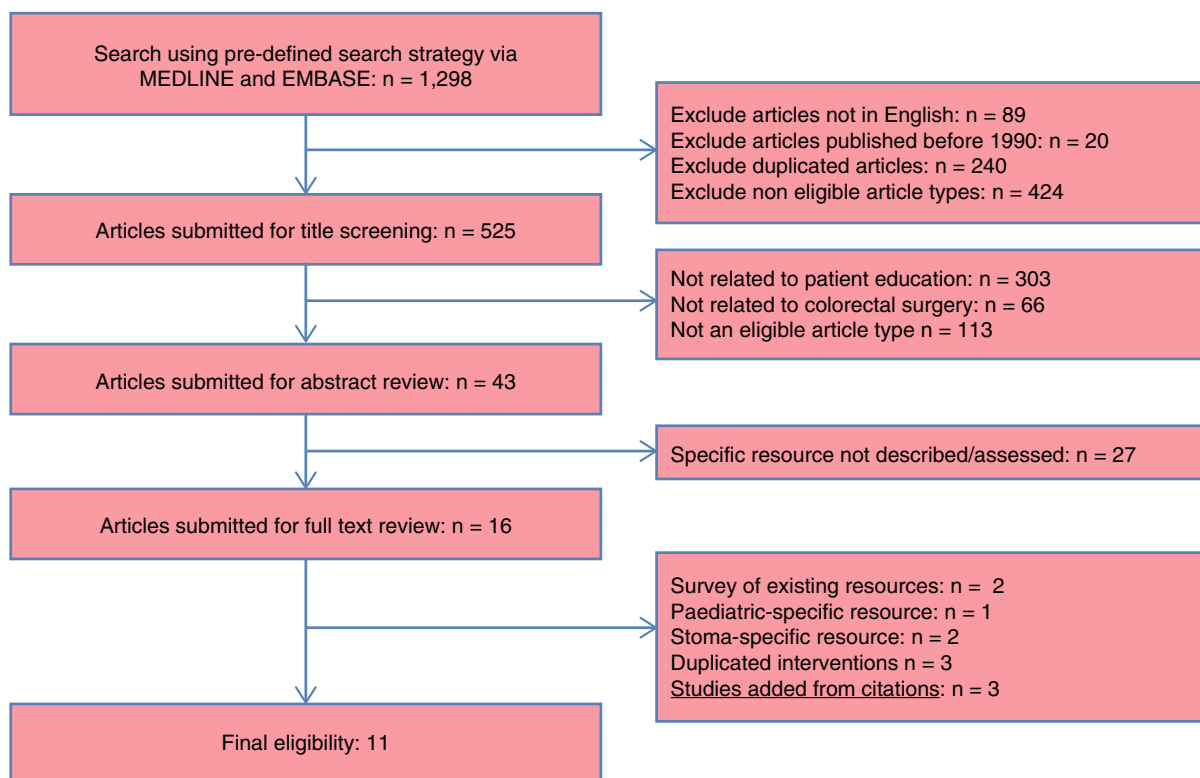 Search using pre-defined search strategy via
MEDLINE and EMBASE: n = 1,298
Exclude articles not in English: n = 89
Exclude articles published before 1990: n = 20
Exclude duplicated articles: n = 240
Exclude non eligible article types: n = 424
Articles submitted for title screening: n = 525
Not related to patient education: n = 303
Not related to colorectal surgery: n = 66
Not an eligible article type n = 113
Articles submitted for abstract review: n = 43
Specific resource not described/assessed: n = 27
Articles submitted for full text review: n = 16
Survey of existing resources: n =  2
Paediatric-specific resource: n = 1
Stoma-specific resource: n = 2
Duplicated interventions n = 3
Studies added from citations: n = 3
Final eligibility: 11